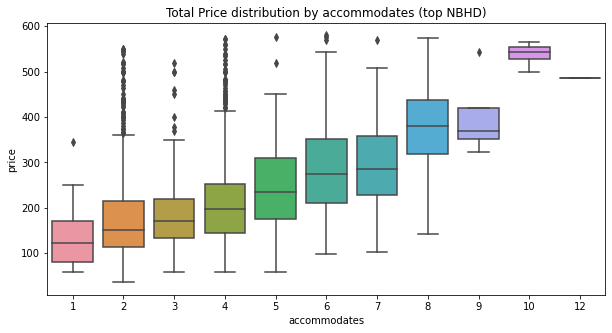 Total Price distribution by accommodates (top NBHD)
600
500
400
300
200
100
price
1 2 3 4 5 6 7 8 9 10 12
accommodates